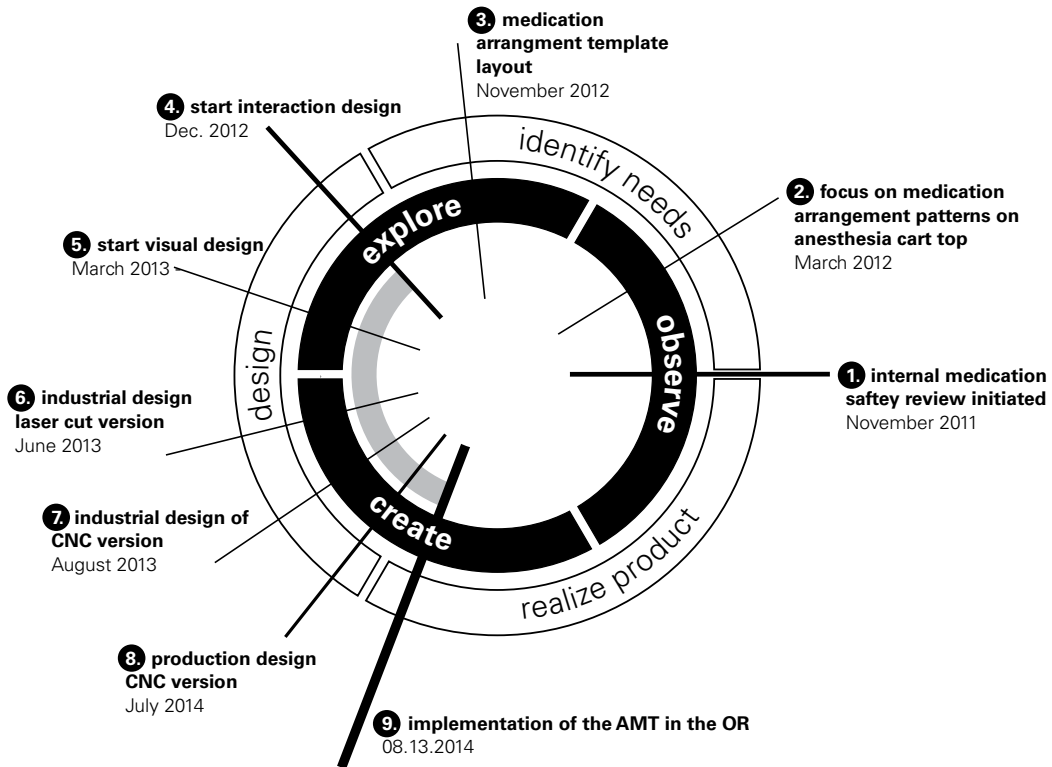 3. medication
arrangment template
layout
November 2012
4. start interaction design
Dec. 2012
identify needs
2. focus on medication
arrangement patterns on
anesthesia cart top
March 2012
explore
5. start visual design
March 2013
observe
design
1. internal medication
saftey review initiated
November 2011
6. industrial design
laser cut version
June 2013
7. industrial design of
CNC version
August 2013
create
realize product
8. production design
CNC version
July 2014
9. implementation of the AMT in the OR
08.13.2014